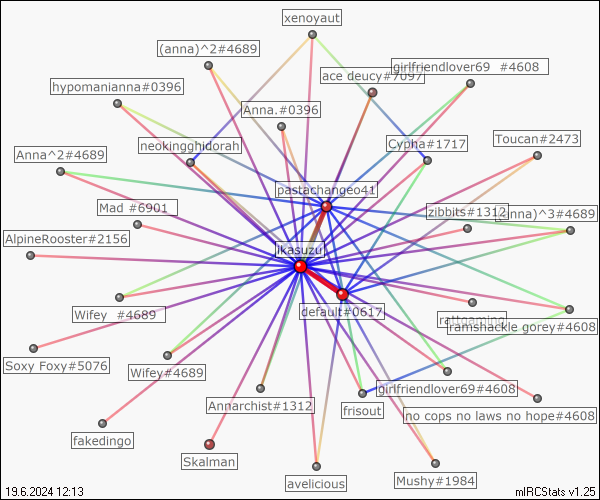 xenoyaut
(anna)^2#4689
girlfriendlover69 #4608
ace deucy#7097
hypomanianna#0396
Anna.#0396
neokingghidorah
Cypha#1717
Toucan#2473
Anna^2#4689
pastachangeo41
Mad #6901
zibbits#1312
nna)^3#4689
AlpineRooster#2156
ikasuzu
Wifey #4689
default#0617
rattgaming
ramshackle gorey#4608
Soxy Foxy#5076
Wifey#4689
girlfriendlover69#4608
Annarchist#1312
frisout
no cops no laws no hope#4608
fakedingo
Skalman
avelicious
Mushy#1984
19.6.2024 12:13
mIRCStats v1.25